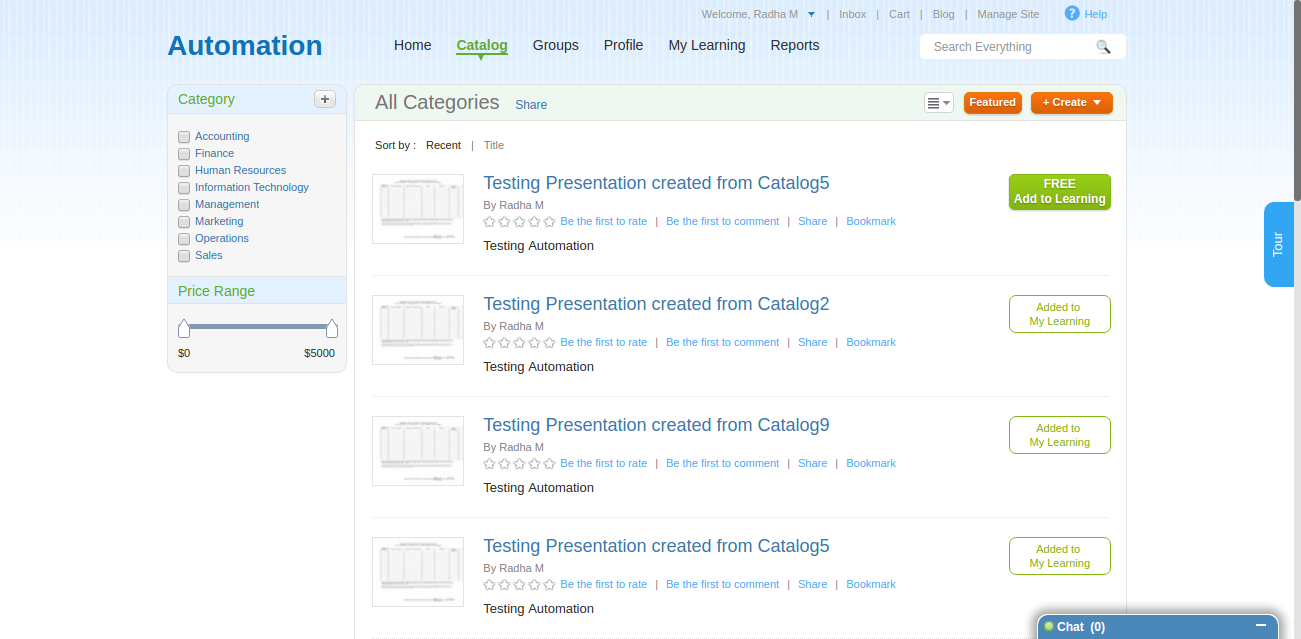 Welcome, Radha M | Inbox | Cart | Blog | Manage Site ? Help
Automation
Home Catalog Groups Profile My Learning Reports
Search Everything
Category +
Accounting
Finance
Human Resources
Information Technology
Management
Marketing
Operations
Sales
Price Range
$0 $5000
All Categories Share
Featured + Create
Sort by : Recent | Title
Testing Presentation created from Catalog5
By Radha M
Be the first to rate | Be the first to comment | Share | Bookmark
Testing Automation
FREE
Add to Learning
Testing Presentation created from Catalog2
By Radha M
Be the first to rate | Be the first to comment | Share | Bookmark
Testing Automation
Added to
My Learning
Testing Presentation created from Catalog9
By Radha M
Be the first to rate | Be the first to comment | Share | Bookmark
Testing Automation
Added to
My Learning
Testing Presentation created from Catalog5
By Radha M
Be the first to rate | Be the first to comment | Share | Bookmark
Testing Automation
Added to
My Learning
Tour
Chat (0)